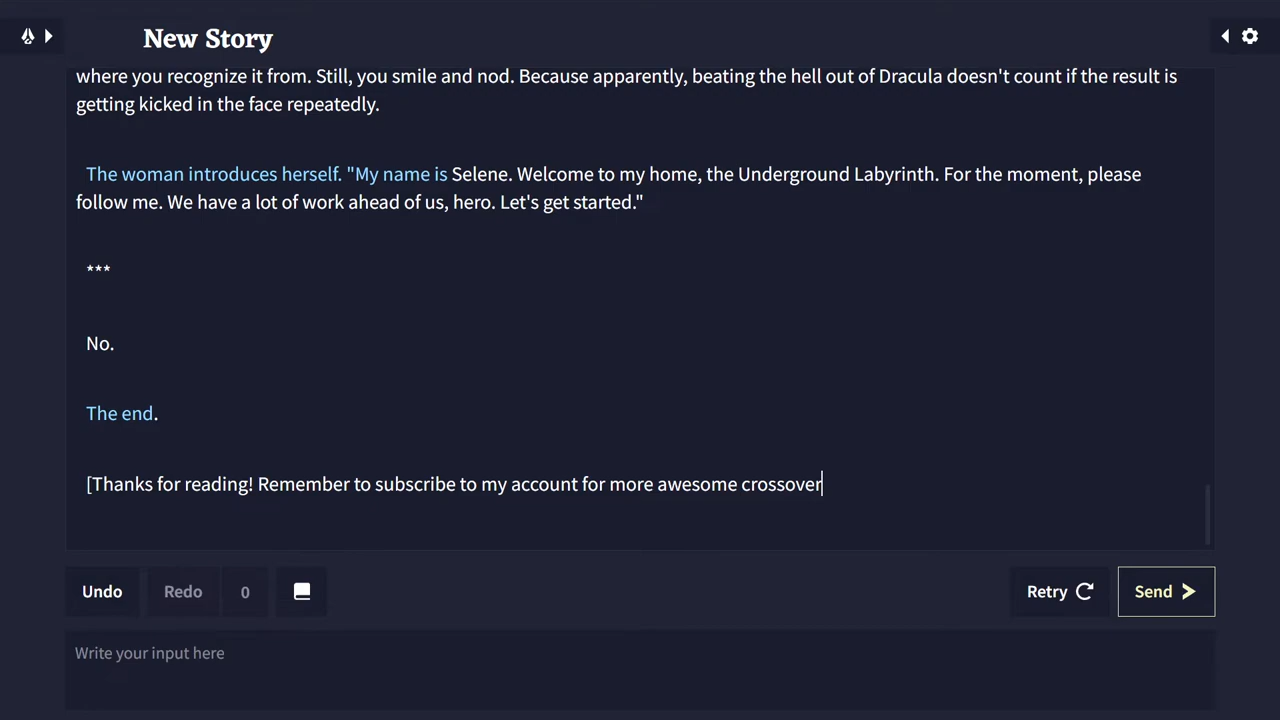 New Story
where you recognize it from. Still, you smile and nod. Because apparently, beating the hell out of Dracula doesn't count if the result is
getting kicked in the face repeatedly.
The woman introduces herself. "My name is Selene. Welcome to my home, the Underground Labyrinth. For the moment, please
follow me. We have a lot of work ahead of us, hero. Let's get started."
***
No.
The end.
[Thanks for reading! Remember to subscribe to my account for more awesome crossover
Undo Redo 0 Retry Send
Write your input here